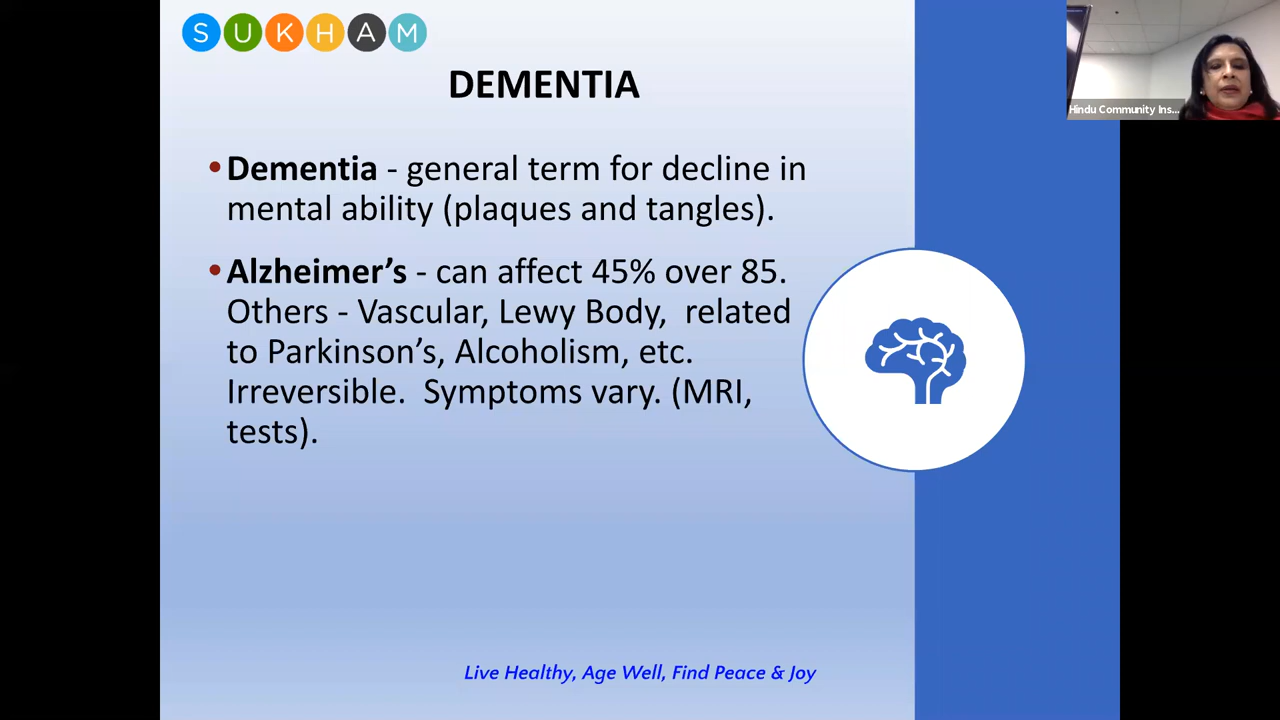 SUKHAM
DEMENTIA
•Dementia - general term for decline in
mental ability (plaques and tangles).
•Alzheimer’s - can affect 45% over 85.
Others - Vascular, Lewy Body,  related
to Parkinson’s, Alcoholism, etc.
Irreversible.  Symptoms vary. (MRI,
tests).
Live Healthy, Age Well, Find Peace & Joy
Hindu Community Ins...